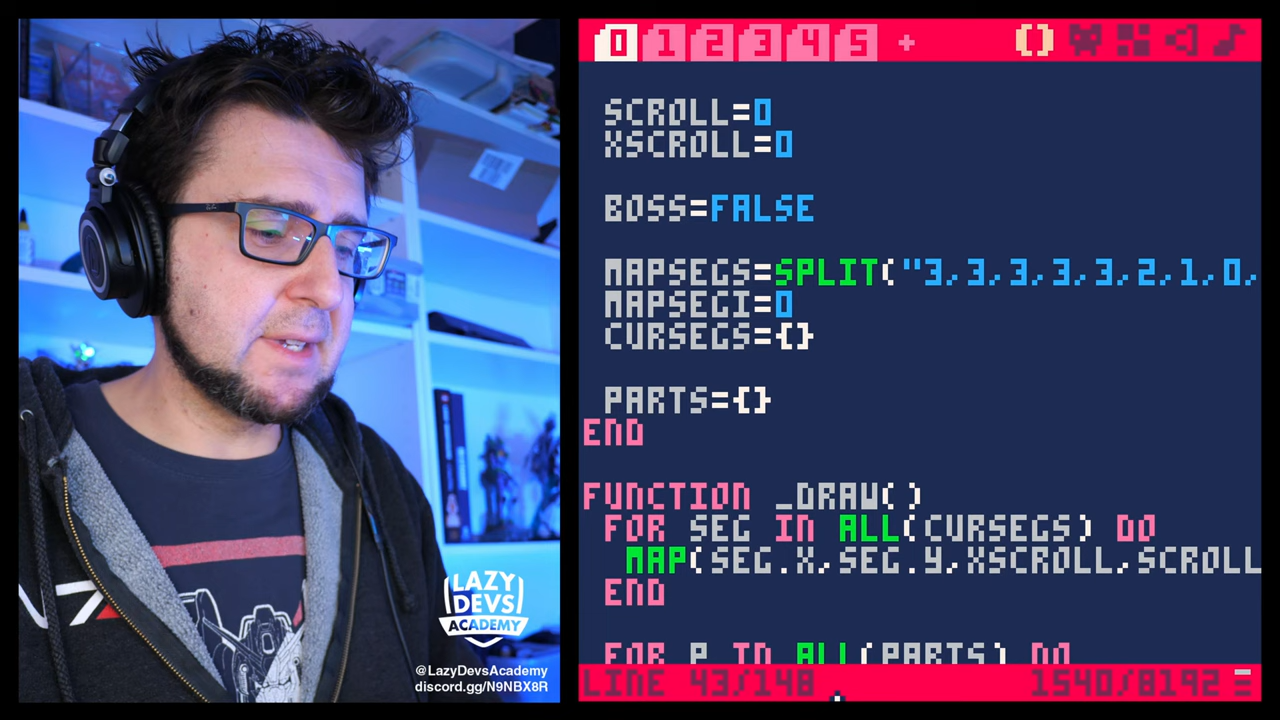 0 1 2 3 4 5 +
SCROLL=0
XSCROLL=0
BOSS=FALSE
MAPSEGS=SPLIT("3,3,3,3,3,2,1,0,
MAPSEGI=0
CURSEGS={}
PARTS={}
END
FUNCTION _DRAW()
FOR SEG IN ALL(CURSEGS) DO
MAP(SEG.X,SEG.Y,XSCROLL,SCROLL
END
FOR P IN ALL(PARTS) DO
LINE 43/148
1540/8192
N7
LAZY
DEVS
ACADEMY
@LazyDevsAcademy
discord.gg/N9NBX8R